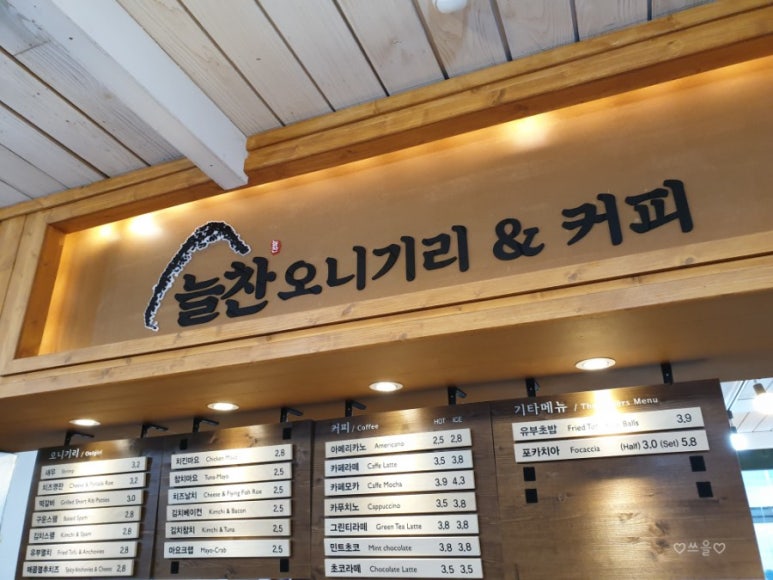 늘찬 오니기리 & 커피
오니기리 / Onigiri
새우 Shrimp 3,2
치즈명란 Cheese & Pollack Roe 3,2
떡갈비 Grilled Short Rib Patties 3,0
구운스팸 Baked Spam 2,8
김치스팸 Kimchi & Spam 2,8
유부멸치 Fried Tofu & Anchovies 2,8
매콤멸추치즈 Spicy Anchovies & Cheese 2,8
치킨마요 Chicken Mayo 2,8
참치마요 Tuna Mayo 2,5
치즈날치 Cheese & Flying Fish Roe 2,5
김치베이컨 Kimchi & Bacon 2,5
김치참치 Kimchi & Tuna 2,5
마요크랩 Mayo-Crab 2,5
커피 / Coffee HOT ICE
아메리카노 Americano 2,5 2,8
카페라떼 Caffe Latte 3,5 3,8
카페모카 Caffe Mocha 3,9 4,3
카푸치노 Cappuccino 3,5 3,8
그린티라떼 Green Tea Latte 3,8 3,8
민트초코 Mint chocolate 3,8 3,8
초코라떼 Chocolate Latte 3,5 3,5
기타메뉴 / Menu
유부초밥 Fried Balls 3,9
포카치아 Focaccia (Half) 3.0 (Set) 5.8
♡쓰을♡